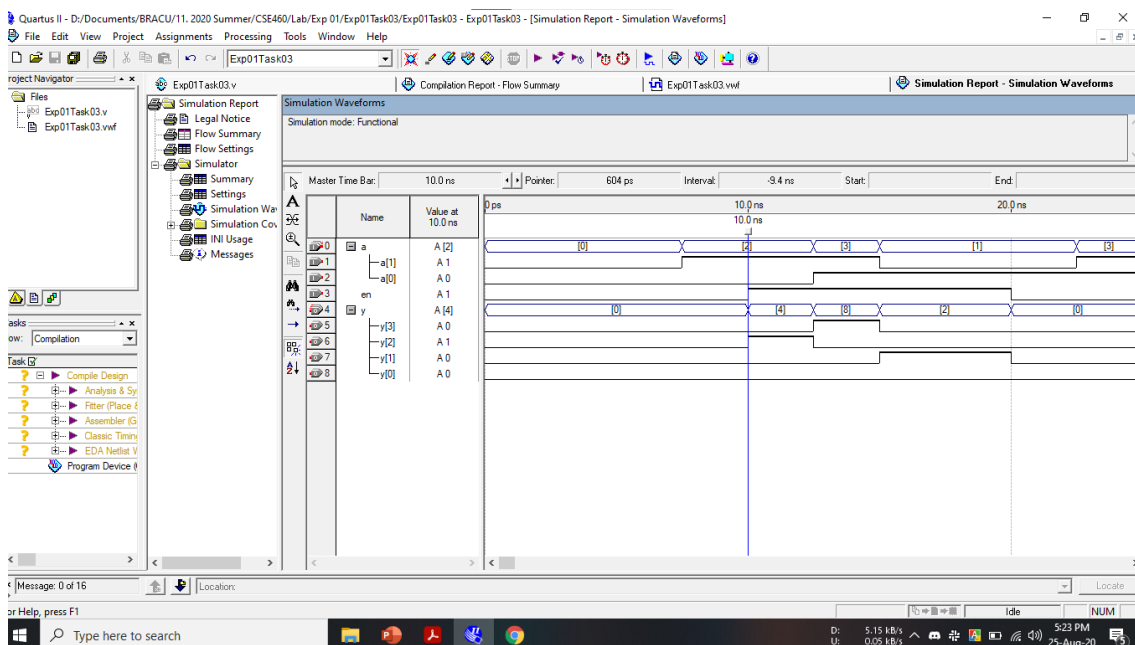 Quartus II - D:/Documents/BRACU/11. 2020 Summer/CSE460/Lab/Exp 01/Exp01Task03/Exp01Task03 - Exp01Task03 - [Simulation Report - Simulation Waveforms]
File Edit View Project Assignments Processing Tools Window Help
Exp01Task03
roject Navigator
Files
Exp01Task03.v
Exp01Task03.vwf
Exp01Task03.v
Compilation Report - Flow Summary
Exp01Task03.vwf
Simulation Report - Simulation Waveforms
Simulation Report
Legal Notice
Flow Summary
Flow Settings
Simulator
Summary
Settings
Simulation Wav
Simulation Cov
INI Usage
Messages
Simulation Waveforms
Simulation mode: Functional
Master Time Bar: 10.0 ns Pointer: 604 ps Interval: -9.4 ns Start: End:
Name Value at 10.0 ns 0 ps 10.0 ns 20.0 ns
10.0 ns
0 a A [2] [0] [2] [3] [1] [3]
1 a[1] A 1
2 a[0] A 0
3 en A 1
4 y A [4] [0] [4] [8] [2] [0]
5 y[3] A 0
6 y[2] A 1
7 y[1] A 0
8 y[0] A 0
asks
ow: Compilation
Task
Compile Design
Analysis & Sy
Fitter (Place &
Assembler (G
Classic Timing
EDA Netlist W
Program Device (
Message: 0 of 16 Location: Locate
or Help, press F1 Idle NUM
Type here to search
D: 5.15 kB/s
U: 0.05 kB/s
5:23 PM
25-Aug-20
5